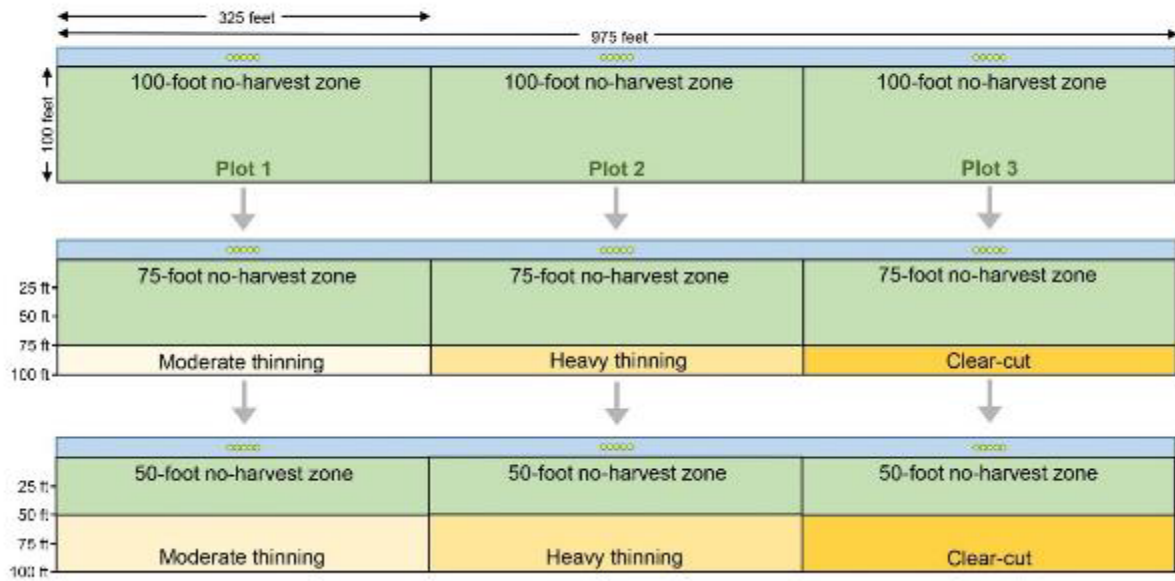 325 feet
975 feet
100 feet
100-foot no-harvest zone 100-foot no-harvest zone 100-foot no-harvest zone
Plot 1 Plot 2 Plot 3
75-foot no-harvest zone 75-foot no-harvest zone 75-foot no-harvest zone
25 ft
50 ft
75 ft
Moderate thinning Heavy thinning Clear-cut
100 ft
50-foot no-harvest zone 50-foot no-harvest zone 50-foot no-harvest zone
25 ft
50 ft
75 ft
Moderate thinning Heavy thinning Clear-cut
100 ft